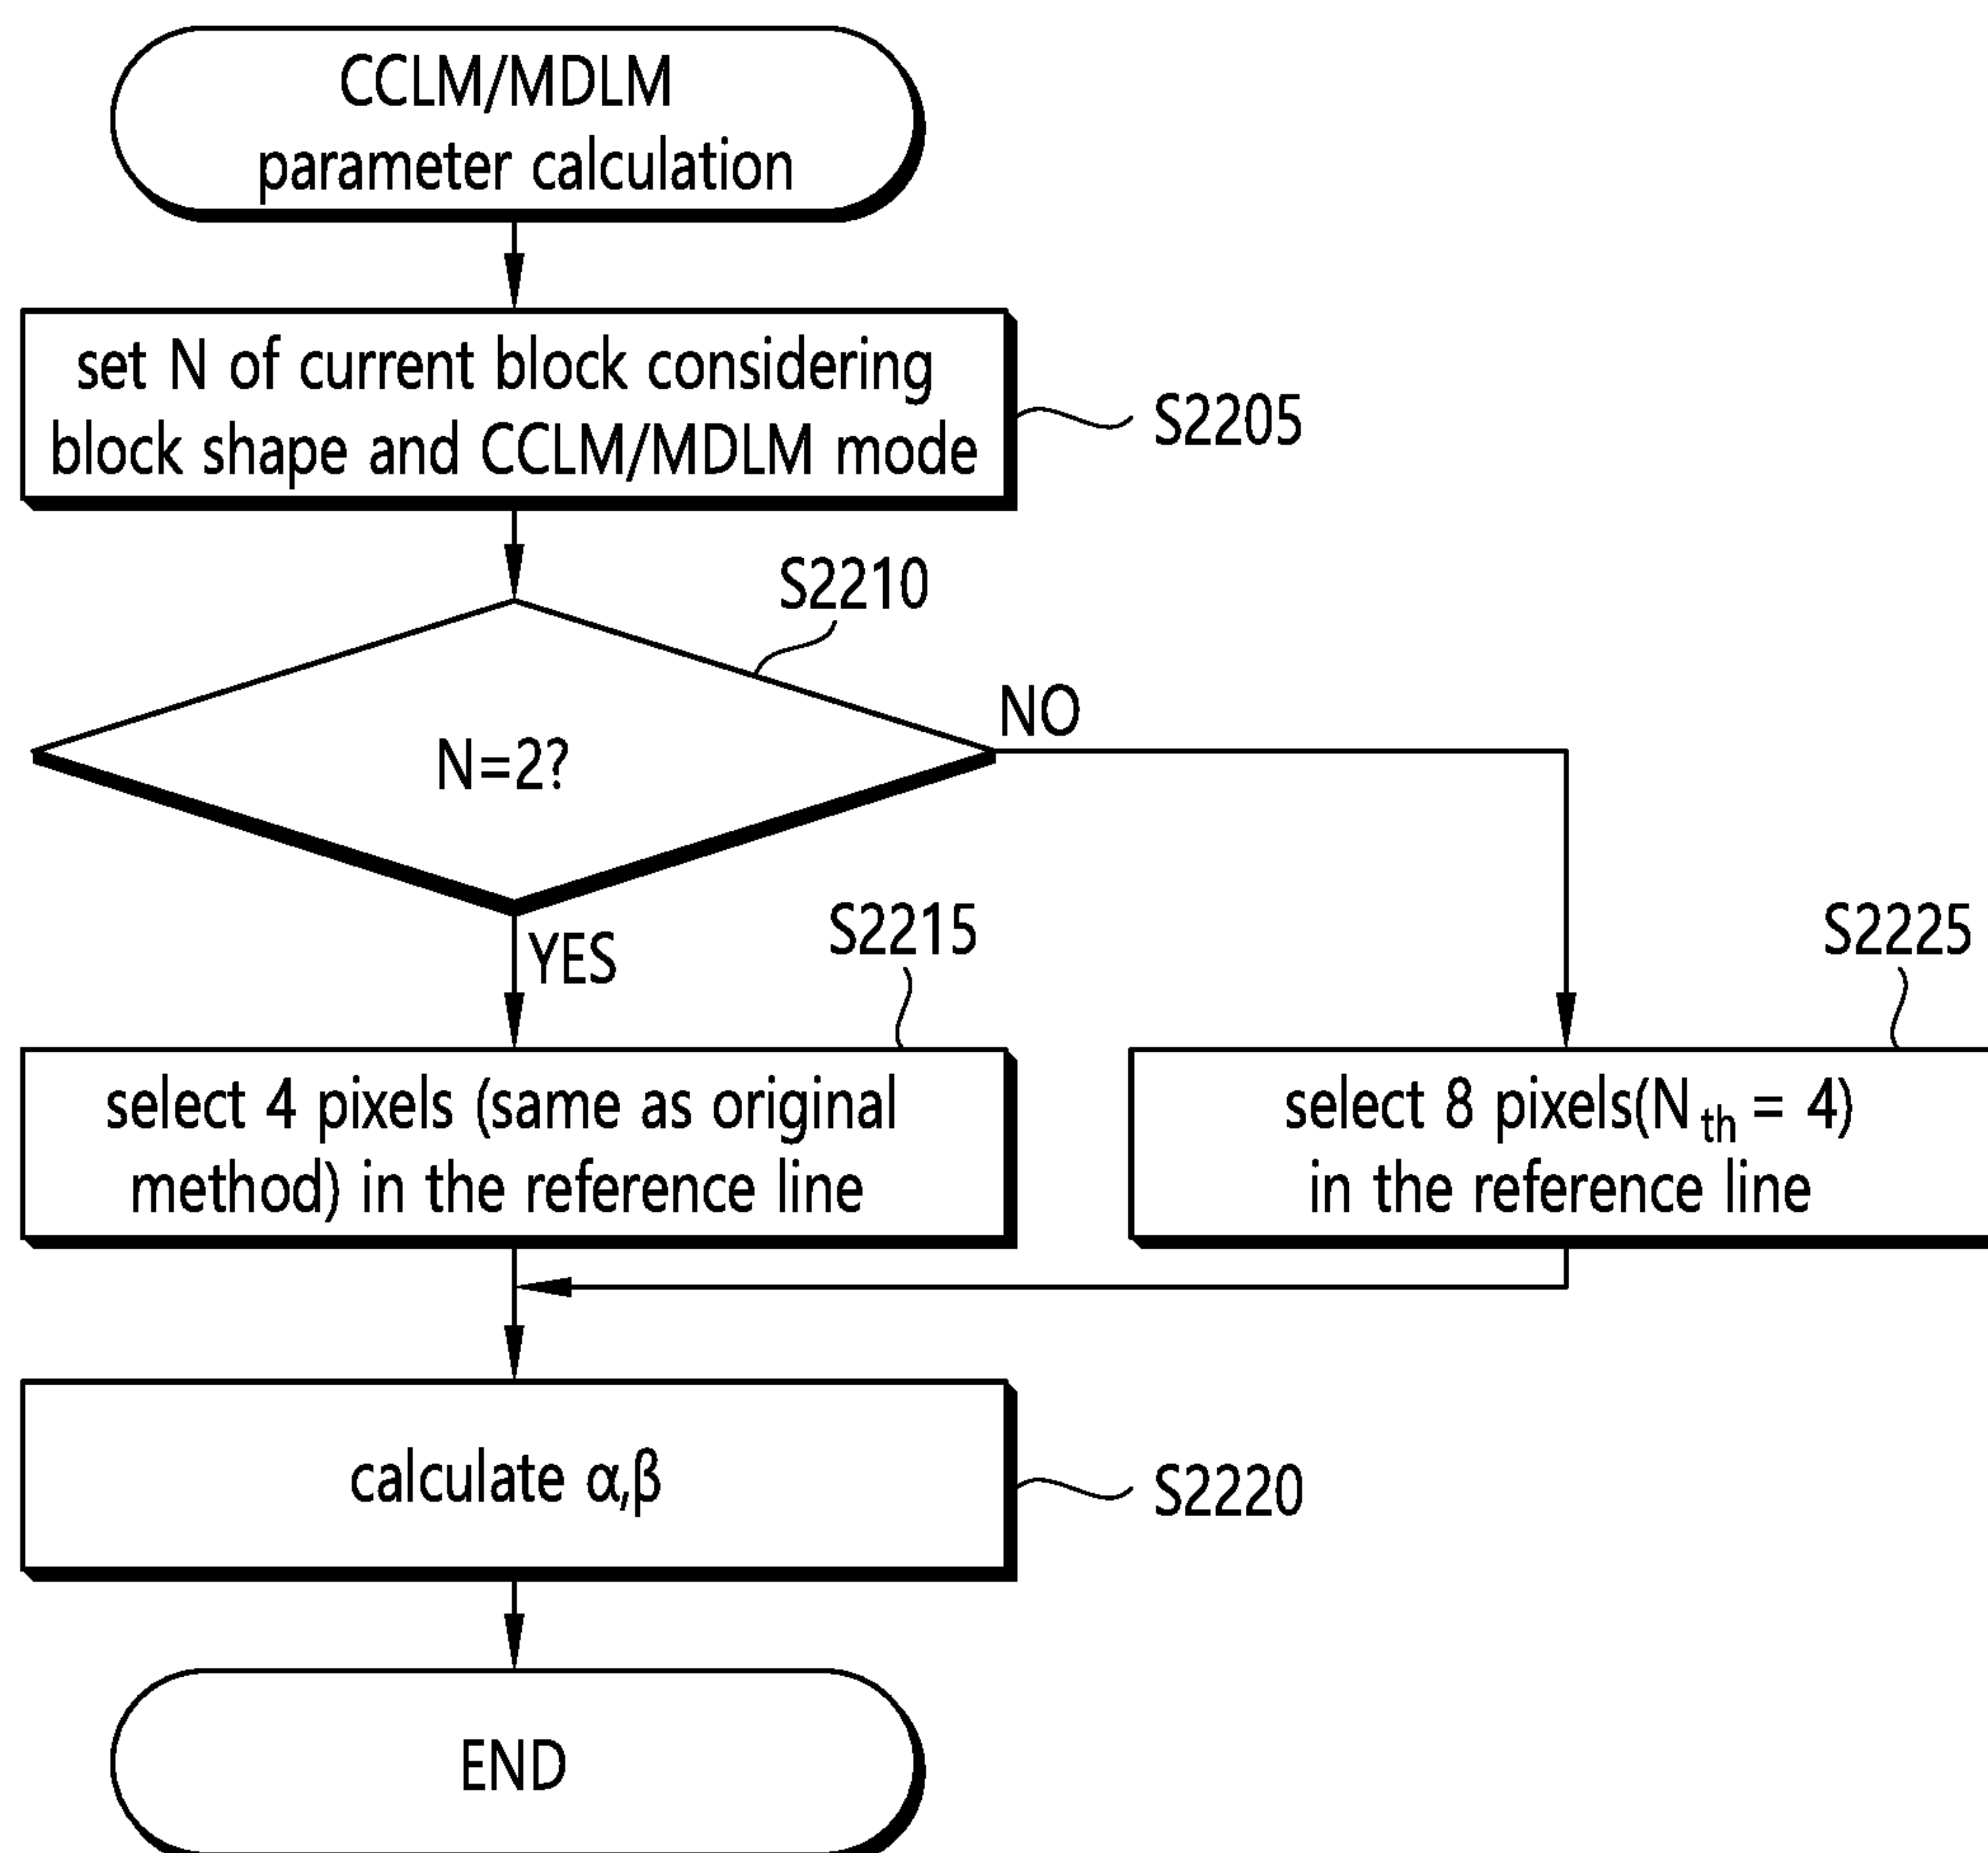 CCLM/MDLM
parameter calculation
set N of current block considering
block shape and CCLM/MDLM mode
S2205
S2210
N=2?
NO
YES
S2215
select 4 pixels (same as original
method) in the reference line
S2225
select 8 pixels(N th = 4)
in the reference line
calculate α,β
S2220
END